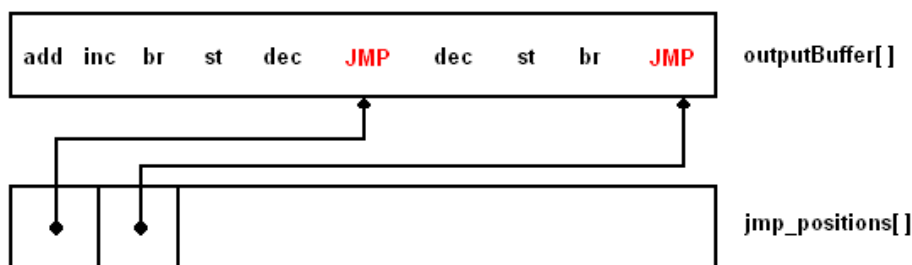 add inc br st dec JMP dec st br JMP outputBuffer[]
jmp_positions[]